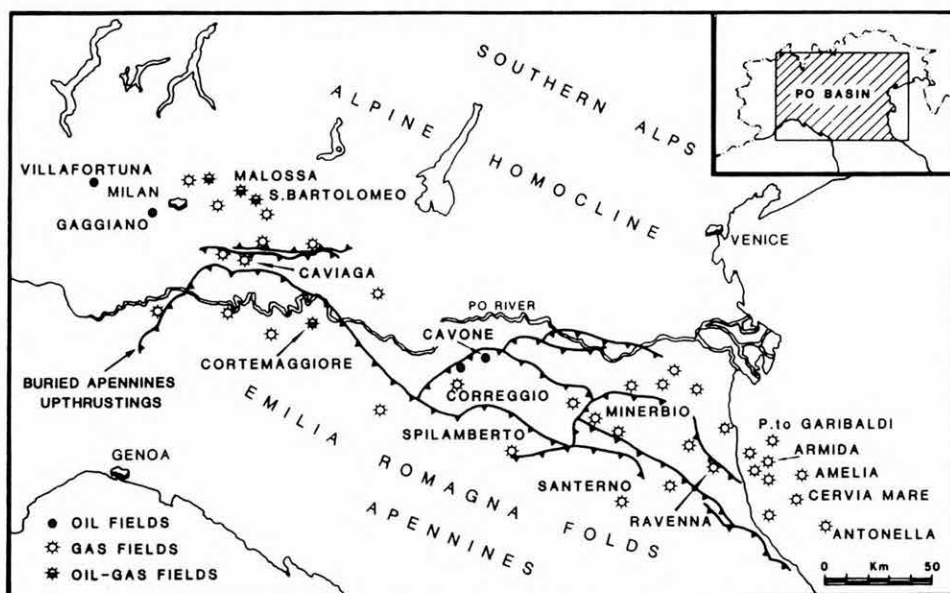 SOUTHERN ALPS
ALPINE HOMOCLINE
PO BASIN
VILLAFORTUNA
MILAN
GAGGIANO
MALOSSA
S.BARTOLOMEO
VENICE
CAVIAGA
PO RIVER
CAVONE
CORTEMAGGIORE
BURIED APENNINES
UPTHRUSTINGS
CORREGGIO
MINERBIO
SPILAMBERTO
P.to GARIBALDI
ARMIDA
AMELIA
CERVIA MARE
ANTONELLA
SANTERNO
RAVENNA
EMILIA ROMAGNA FOLDS
APENNINES
GENOA
OIL FIELDS
GAS FIELDS
OIL-GAS FIELDS
0 Km 50